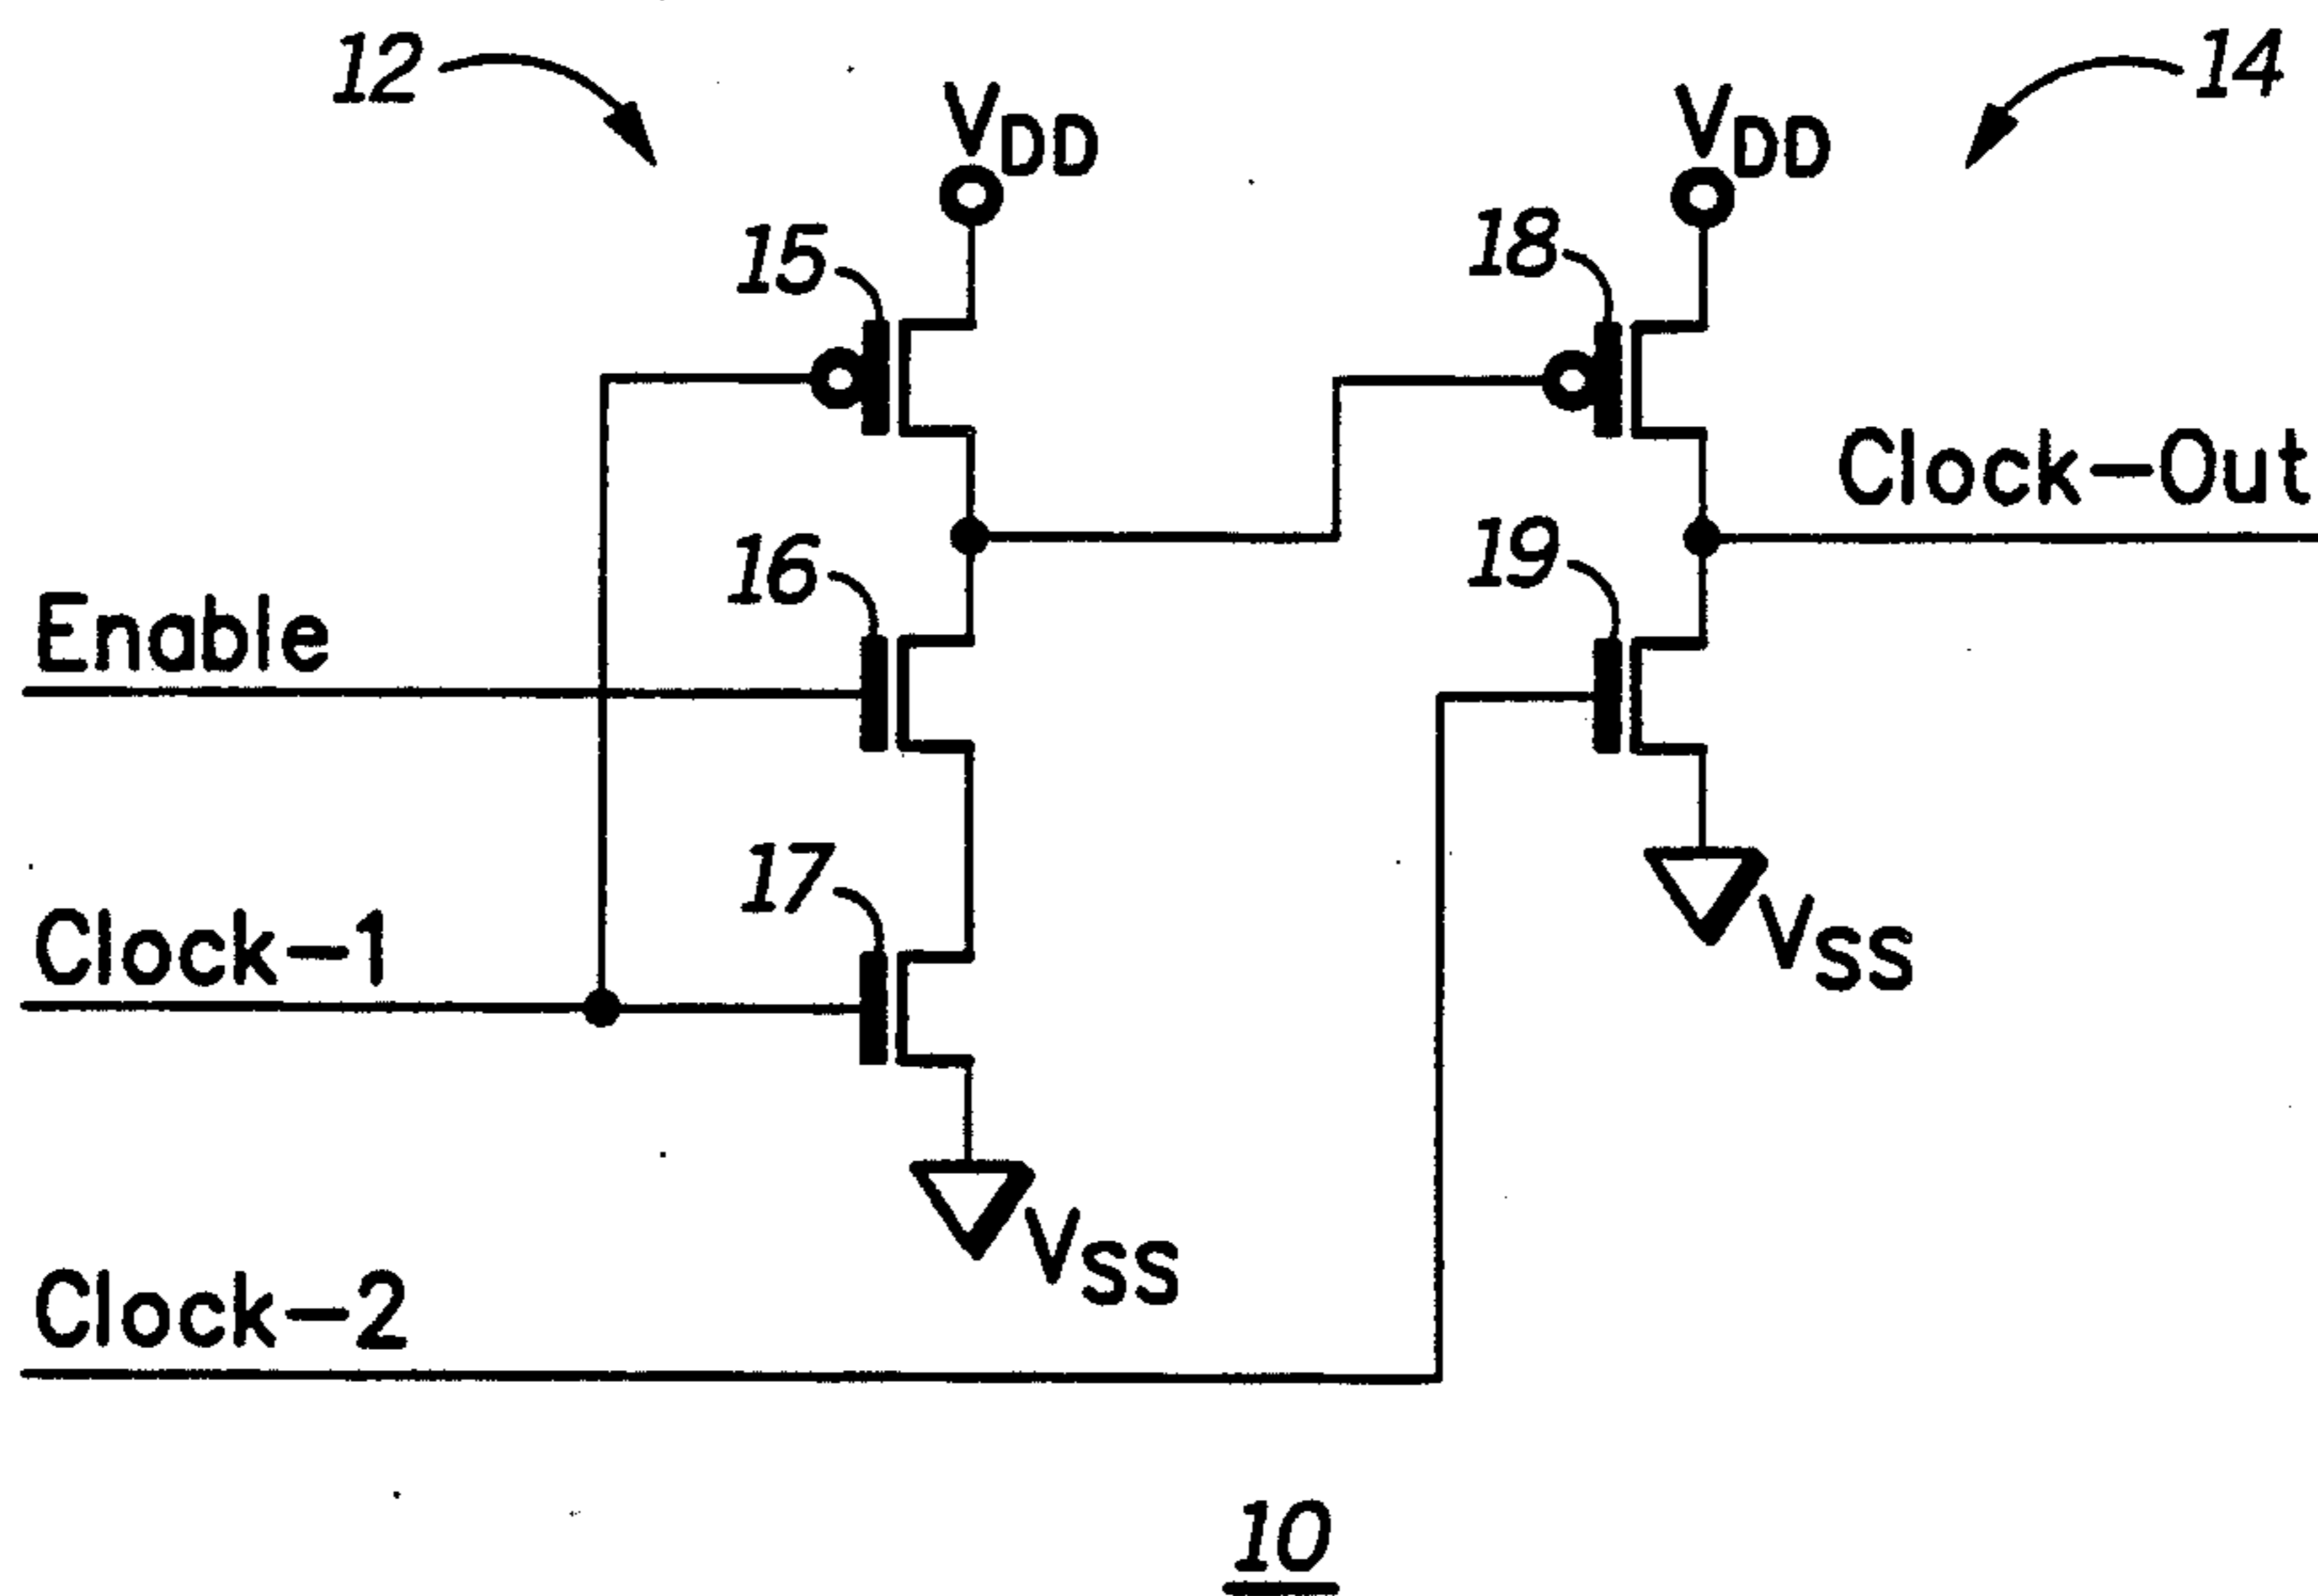 12
14
VDD
VDD
15
18
Clock-Out
16
19
Enable
17
Clock-1
VSS
VSS
Clock-2
10